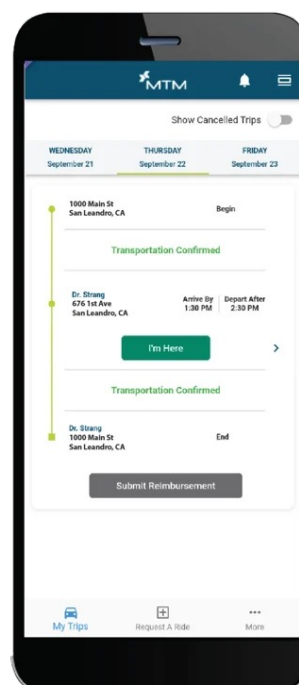 MTM
Show Cancelled Trips
WEDNESDAY THURSDAY FRIDAY
September 21 September 22 September 23
1000 Main St
San Leandro, CA
Begin
Transportation Confirmed
Dr. Strang
676 1st Ave
San Leandro, CA
Arrive By Depart After
1:30 PM 2:30 PM
I'm Here
Transportation Confirmed
Dr. Strang
1000 Main St
San Leandro, CA
End
Submit Reimbursement
My Trips Request A Ride More